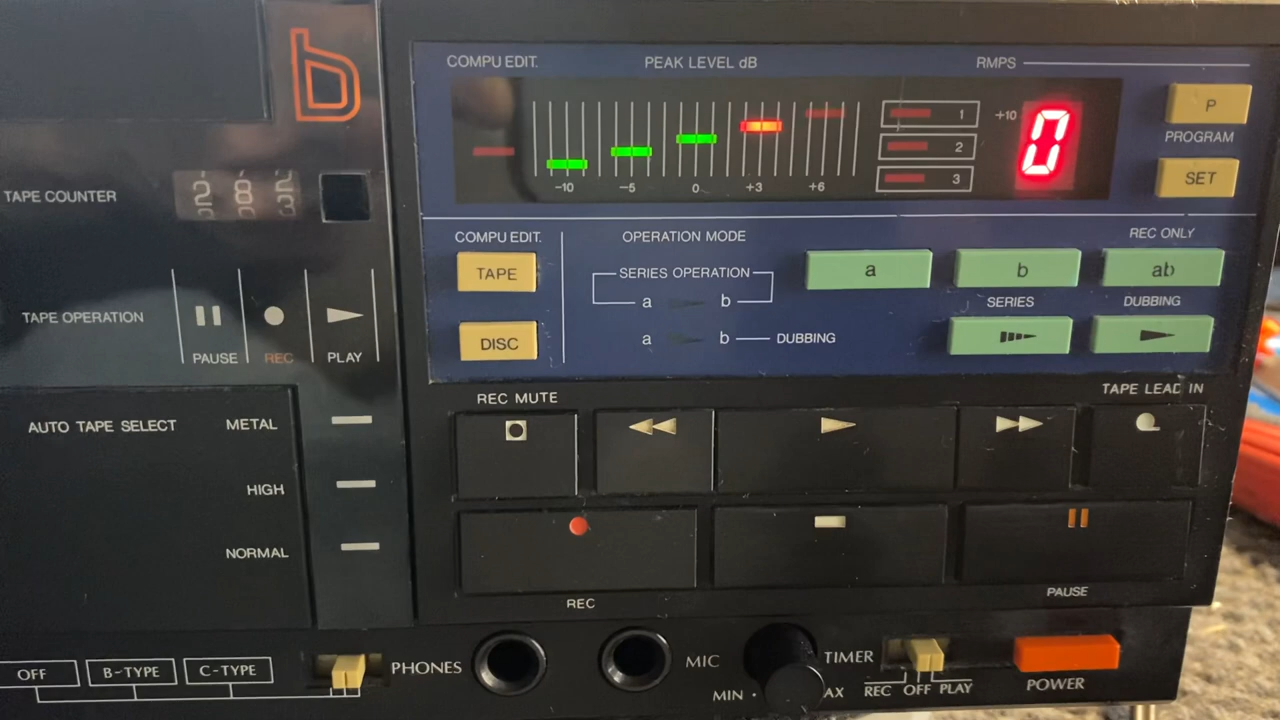 b
COMPU EDIT.
PEAK LEVEL dB
RMPS
-10
-5
0
+3
+6
1
2
3
+10
0
P
PROGRAM
SET
TAPE COUNTER
COMPU EDIT.
TAPE
DISC
OPERATION MODE
SERIES OPERATION
a b
a b DUBBING
REC ONLY
a
b
ab
SERIES
DUBBING
TAPE OPERATION
PAUSE
REC
PLAY
AUTO TAPE SELECT
METAL
HIGH
NORMAL
REC MUTE
TAPE LEAD IN
REC
PAUSE
OFF
B-TYPE
C-TYPE
PHONES
MIC
MIN
TIMER
REC OFF PLAY
POWER